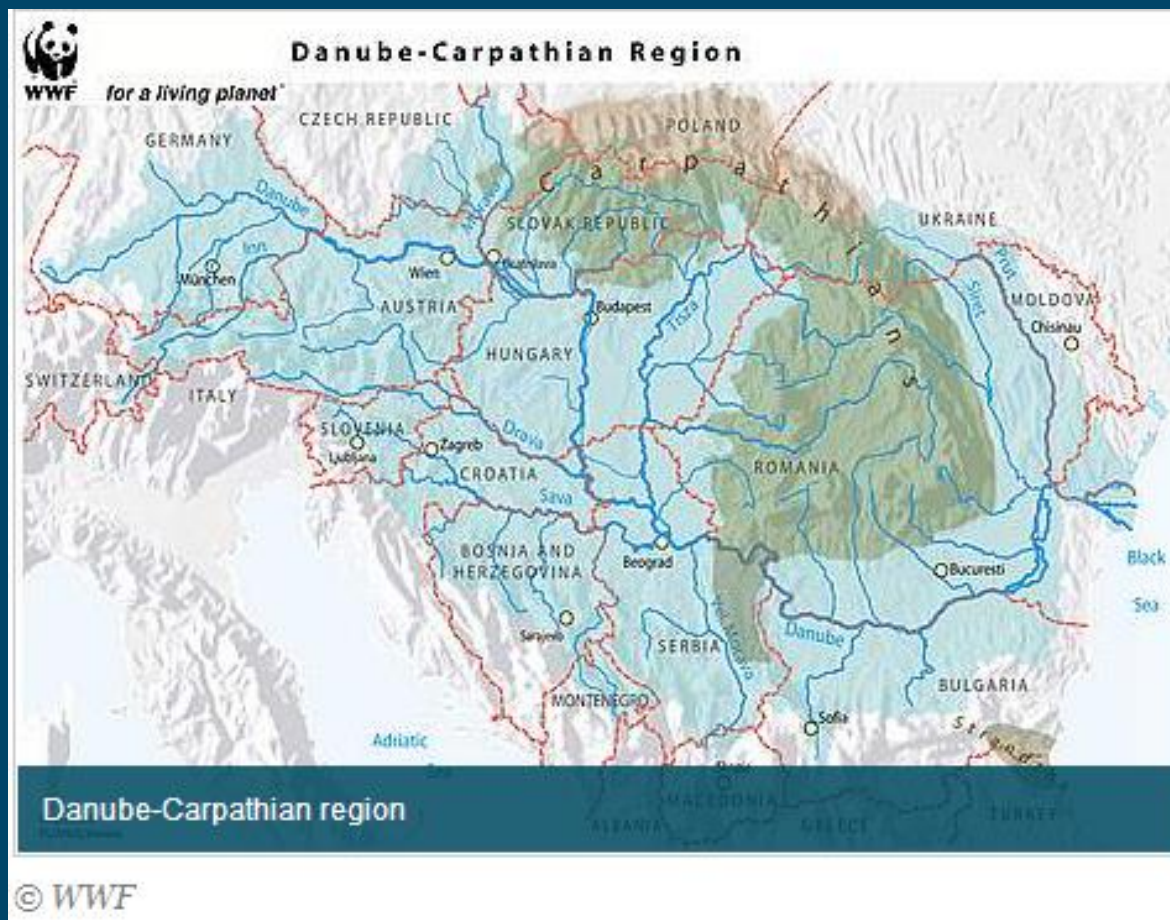 Danube-Carpathian Region
WWF
for a living planet®
CZECH REPUBLIC
POLAND
GERMANY
Carpathians
Danube
Morava
SLOVAK REPUBLIC
UKRAINE
Inn
München
Wien
Bratislava
Prut
Siret
MOLDOVA
AUSTRIA
Budapest
Tisza
Chisinau
HUNGARY
SWITZERLAND
ITALY
SLOVENIA
Ljubljana
Zagreb
Drava
CROATIA
ROMANIA
Sava
BOSNIA AND
HERZEGOVINA
Beograd
Bucuresti
Black
Sea
Sarajevo
SERBIA
Morava
Danube
MONTENEGRO
BULGARIA
Sofia
Adriatic
Sea
MACEDONIA
ALBANIA
GREECE
TURKEY
Danube-Carpathian region
© WWF